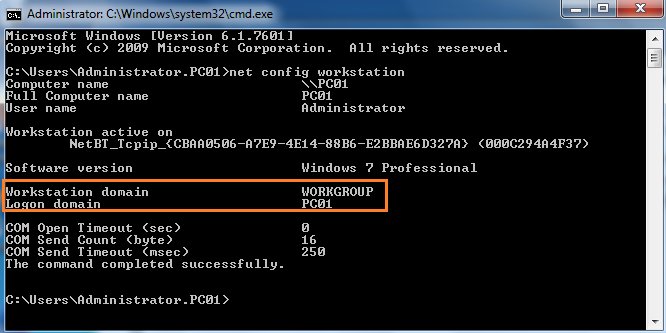 Administrator: C:\Windows\system32\cmd.exe
Microsoft Windows [Version 6.1.7601]
Copyright (c) 2009 Microsoft Corporation.  All rights reserved.
C:\Users\Administrator.PC01>net config workstation
Computer name                        \\PC01
Full Computer name                   PC01
User name                            Administrator
Workstation active on
        NetBT_Tcpip_{CBAA0506-A7E9-4E14-88B6-E2BBAE6D327A} (000C294A4F37)
Software version                     Windows 7 Professional
Workstation domain                   WORKGROUP
Logon domain                         PC01
COM Open Timeout (sec)               0
COM Send Count (byte)                16
COM Send Timeout (msec)              250
The command completed successfully.
C:\Users\Administrator.PC01>